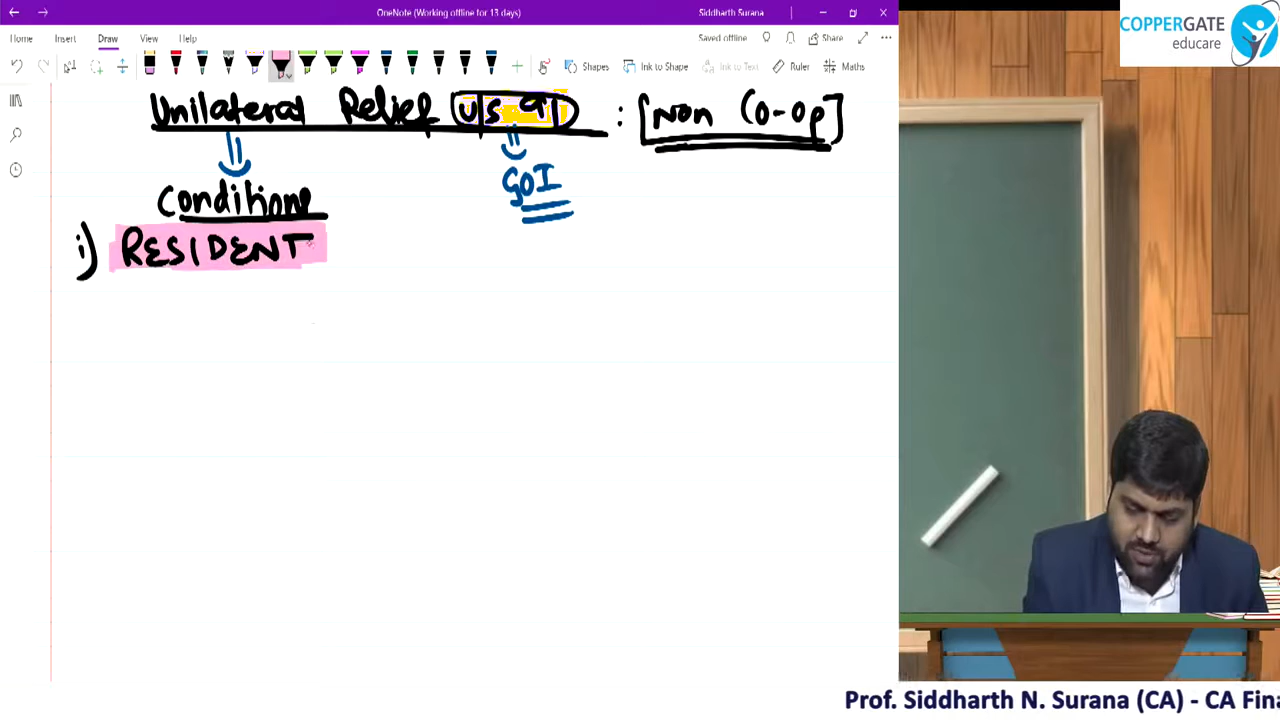 OneNote (Working offline for 13 days)
Siddharth Surana
Home Insert Draw View Help
Saved offline
Share
Shapes
Ink to Shape
Ink to Text
Ruler
Maths
COPPERGATE
educare
Unilateral Relief U|s 91 : [Non Co-op]
GOI
Conditions
i) RESIDENT
Prof. Siddharth N. Surana (CA) - CA Fina